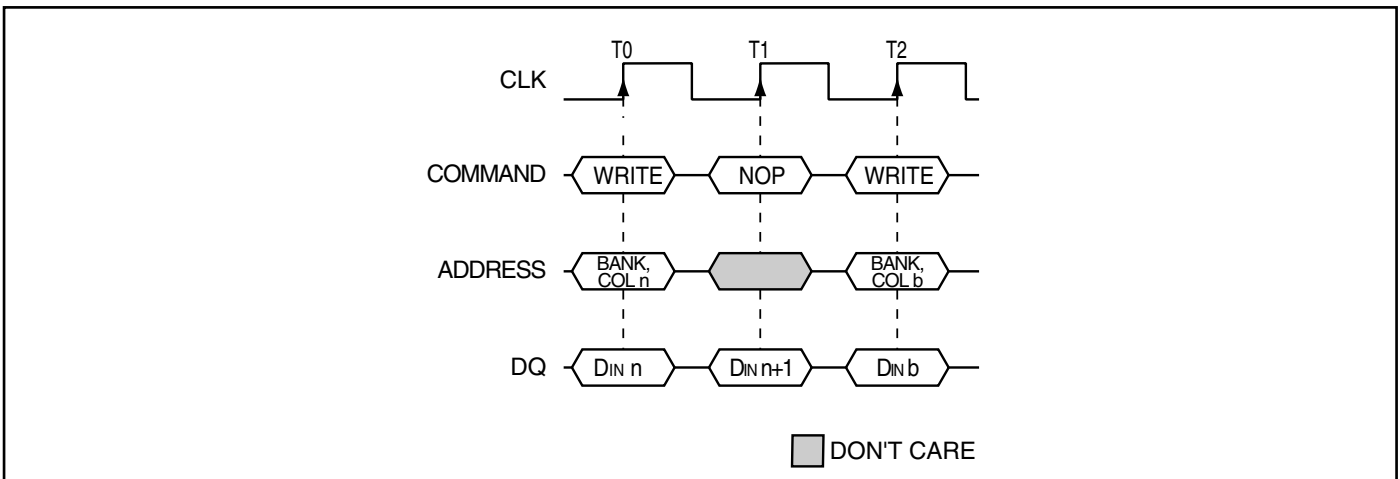 T0 T1 T2
CLK
COMMAND WRITE NOP WRITE
ADDRESS BANK, COL n BANK, COL b
DQ DIN n DIN n+1 DIN b
DON'T CARE